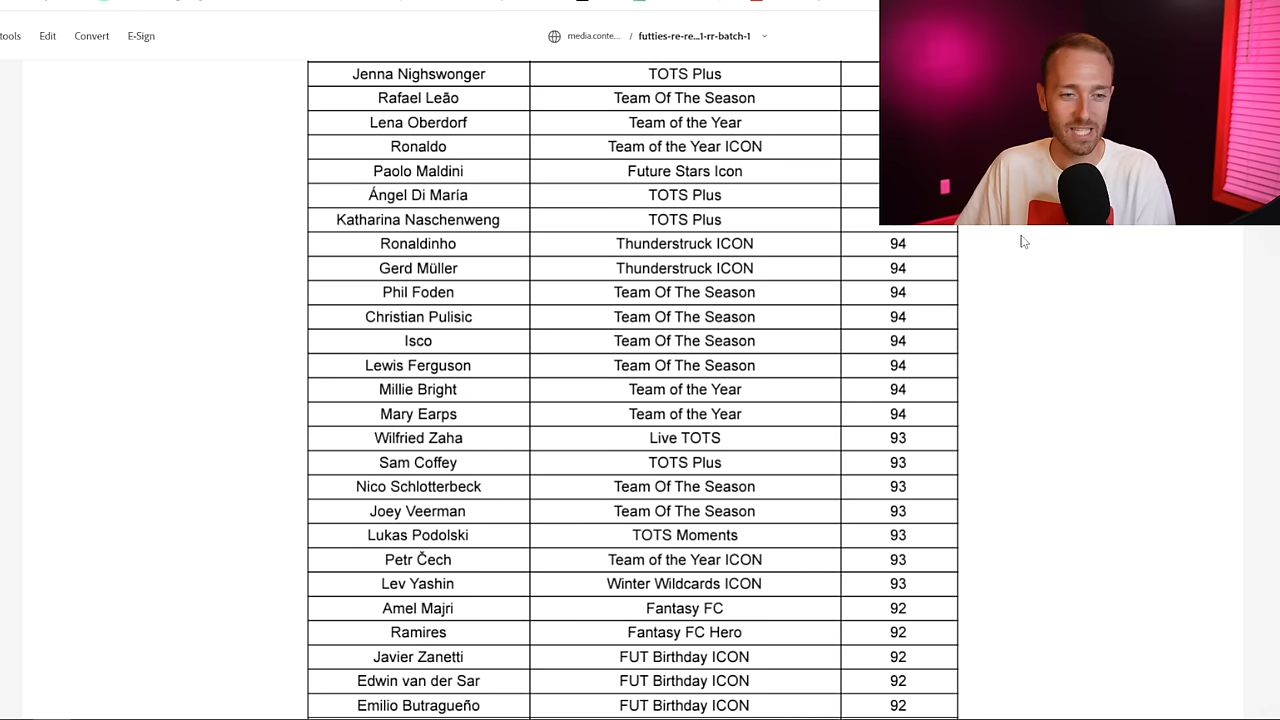 tools Edit Convert E-Sign media.conte... / futties-re-re...1-rr-batch-1
Jenna Nighswonger TOTS Plus
Rafael Leão Team Of The Season
Lena Oberdorf Team of the Year
Ronaldo Team of the Year ICON
Paolo Maldini Future Stars Icon
Ángel Di María TOTS Plus
Katharina Naschenweng TOTS Plus
Ronaldinho Thunderstruck ICON 94
Gerd Müller Thunderstruck ICON 94
Phil Foden Team Of The Season 94
Christian Pulisic Team Of The Season 94
Isco Team Of The Season 94
Lewis Ferguson Team Of The Season 94
Millie Bright Team of the Year 94
Mary Earps Team of the Year 94
Wilfried Zaha Live TOTS 93
Sam Coffey TOTS Plus 93
Nico Schlotterbeck Team Of The Season 93
Joey Veerman Team Of The Season 93
Lukas Podolski TOTS Moments 93
Petr Čech Team of the Year ICON 93
Lev Yashin Winter Wildcards ICON 93
Amel Majri Fantasy FC 92
Ramires Fantasy FC Hero 92
Javier Zanetti FUT Birthday ICON 92
Edwin van der Sar FUT Birthday ICON 92
Emilio Butragueño FUT Birthday ICON 92